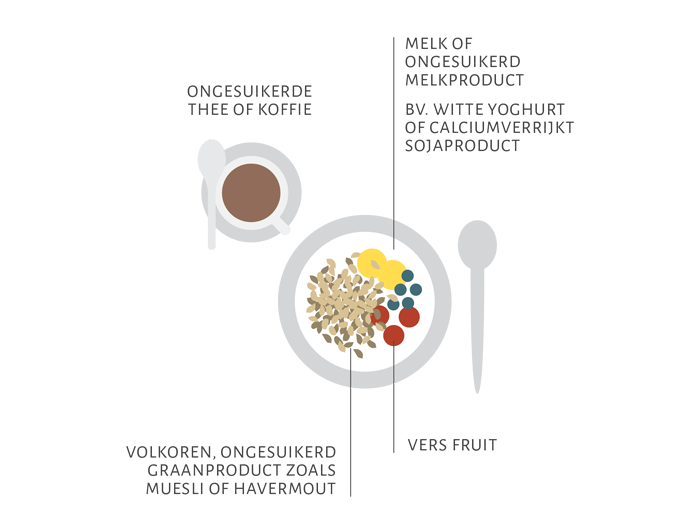 ONGESUIKERDE
THEE OF KOFFIE
MELK OF
ONGESUIKERD
MELKPRODUCT
BV. WITTE YOGHURT
OF CALCIUMVERRIJKT
SOJAPRODUCT
VOLKOREN, ONGESUIKERD
GRAANPRODUCT ZOALS
MUESLI OF HAVERMOUT
VERS FRUIT